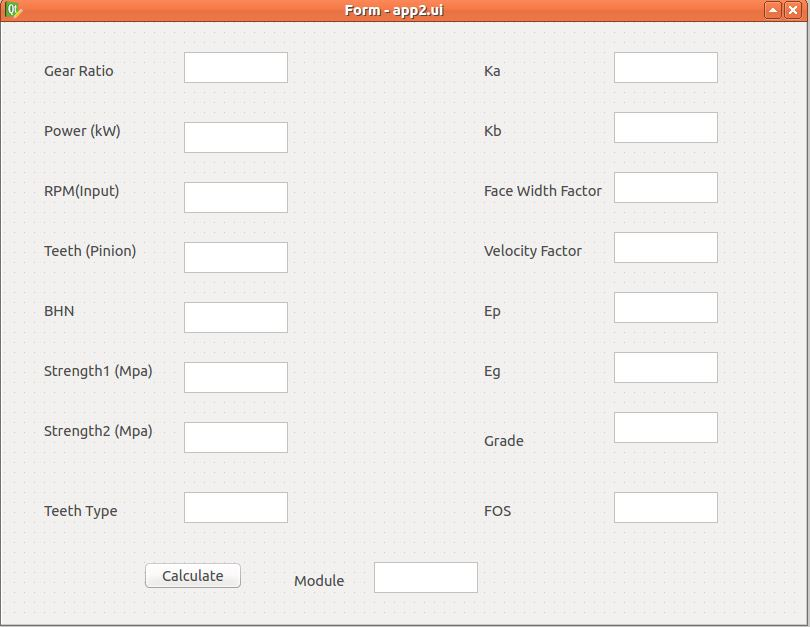 Form - app2.ui
Gear Ratio
Ka
Power (kW)
Kb
RPM(Input)
Face Width Factor
Teeth (Pinion)
Velocity Factor
BHN
Ep
Strength1 (Mpa)
Eg
Strength2 (Mpa)
Grade
Teeth Type
FOS
Calculate
Module